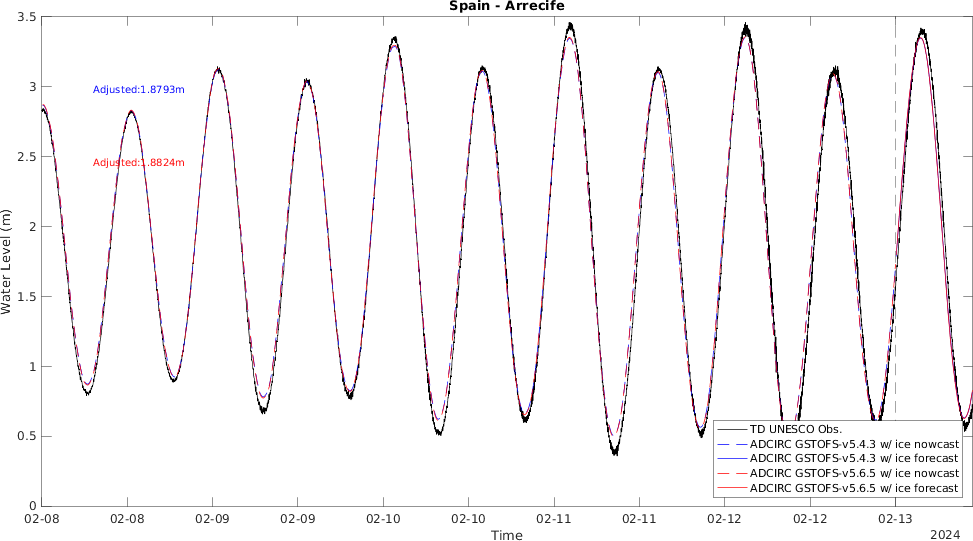 Spain - Arrecife
3.5
3
2.5
2
1.5
1
0.5
0
Water Level (m)
Adjusted:1.8793m
Adjusted:1.8824m
TD UNESCO Obs.
ADCIRC GSTOFS-v5.4.3 w/ ice nowcast
ADCIRC GSTOFS-v5.4.3 w/ ice forecast
ADCIRC GSTOFS-v5.6.5 w/ ice nowcast
ADCIRC GSTOFS-v5.6.5 w/ ice forecast
02-08 02-08 02-09 02-09 02-10 02-10 02-11 02-11 02-12 02-12 02-13
Time
2024